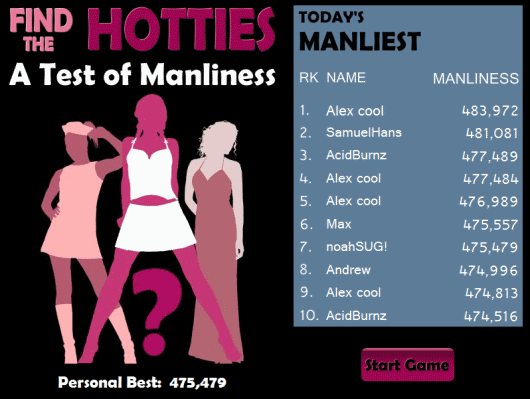 FIND
THE
HOTTIES
A Test of Manliness
?
Personal Best: 475,479
TODAY'S
MANLIEST
RK NAME MANLINESS
1. Alex cool 483,972
2. SamuelHans 481,081
3. AcidBurnz 477,489
4. Alex cool 477,484
5. Alex cool 476,989
6. Max 475,557
7. noahSUG! 475,479
8. Andrew 474,996
9. Alex cool 474,813
10. AcidBurnz 474,516
Start Game